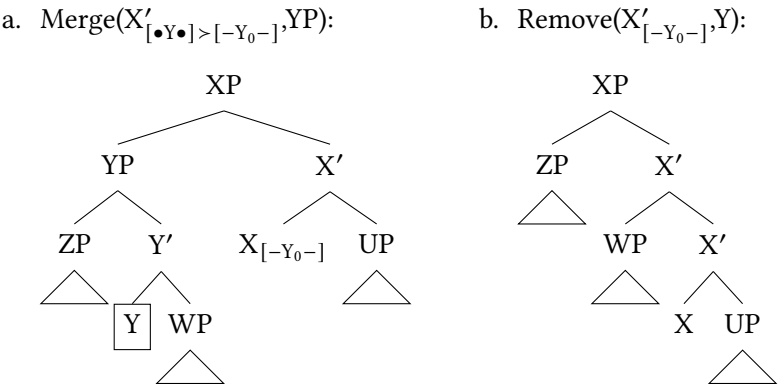 a. Merge(X′[•Y•]≻[−Y₀−],YP): b. Remove(X′[−Y₀−],Y):
XP XP
YP X′ ZP X′
ZP Y′ X[−Y₀−] UP WP X′
Y WP X UP